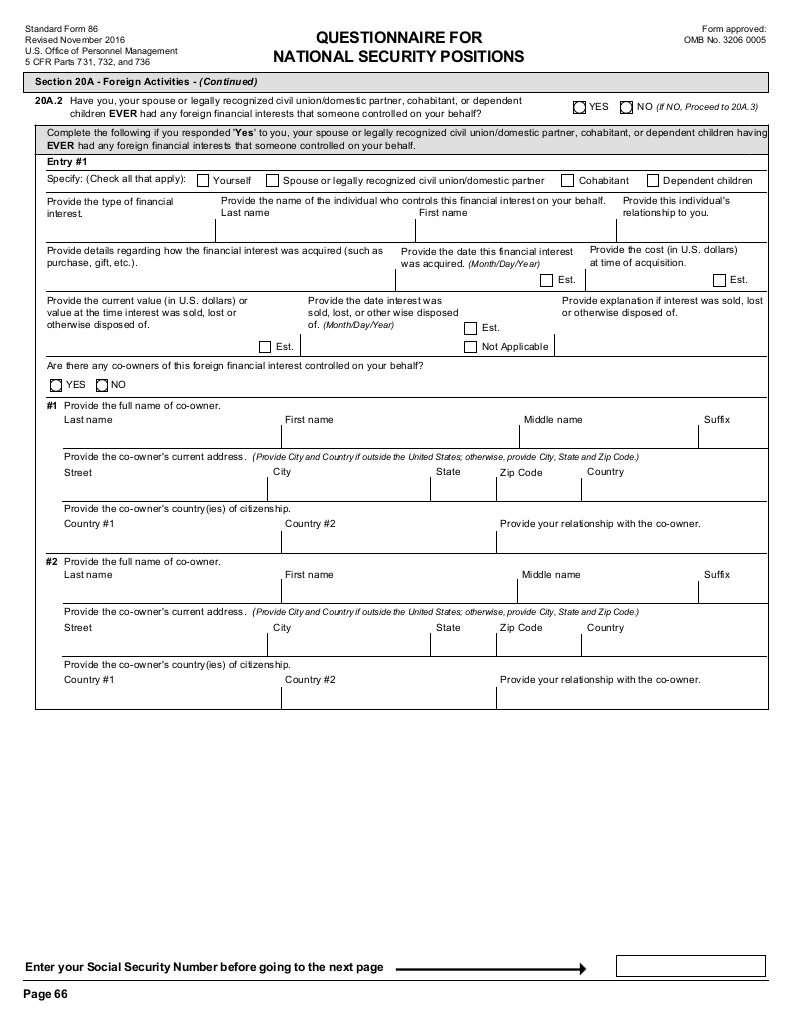 Standard Form 86
Revised November 2016
U.S. Office of Personnel Management
5 CFR Parts 731, 732, and 736
QUESTIONNAIRE FOR
NATIONAL SECURITY POSITIONS
Form approved:
OMB No. 3206 0005
Section 20A - Foreign Activities - (Continued)
20A.2 Have you, your spouse or legally recognized civil union/domestic partner, cohabitant, or dependent
children EVER had any foreign financial interests that someone controlled on your behalf?
YES NO (If NO, Proceed to 20A.3)
Complete the following if you responded 'Yes' to you, your spouse or legally recognized civil union/domestic partner, cohabitant, or dependent children having
EVER had any foreign financial interests that someone controlled on your behalf.
Entry #1
Specify: (Check all that apply): Yourself Spouse or legally recognized civil union/domestic partner Cohabitant Dependent children
Provide the type of financial
interest.
Provide the name of the individual who controls this financial interest on your behalf.
Last name First name
Provide this individual's
relationship to you.
Provide details regarding how the financial interest was acquired (such as
purchase, gift, etc.).
Provide the date this financial interest
was acquired. (Month/Day/Year)
Est.
Provide the cost (in U.S. dollars)
at time of acquisition.
Est.
Provide the current value (in U.S. dollars) or
value at the time interest was sold, lost or
otherwise disposed of.
Est.
Provide the date interest was
sold, lost, or other wise disposed
of. (Month/Day/Year)
Est.
Not Applicable
Provide explanation if interest was sold, lost
or otherwise disposed of.
Are there any co-owners of this foreign financial interest controlled on your behalf?
YES NO
#1 Provide the full name of co-owner.
Last name First name Middle name Suffix
Provide the co-owner's current address. (Provide City and Country if outside the United States; otherwise, provide City, State and Zip Code.)
Street City State Zip Code Country
Provide the co-owner's country(ies) of citizenship.
Country #1 Country #2 Provide your relationship with the co-owner.
#2 Provide the full name of co-owner.
Last name First name Middle name Suffix
Provide the co-owner's current address. (Provide City and Country if outside the United States; otherwise, provide City, State and Zip Code.)
Street City State Zip Code Country
Provide the co-owner's country(ies) of citizenship.
Country #1 Country #2 Provide your relationship with the co-owner.
Enter your Social Security Number before going to the next page
Page 66